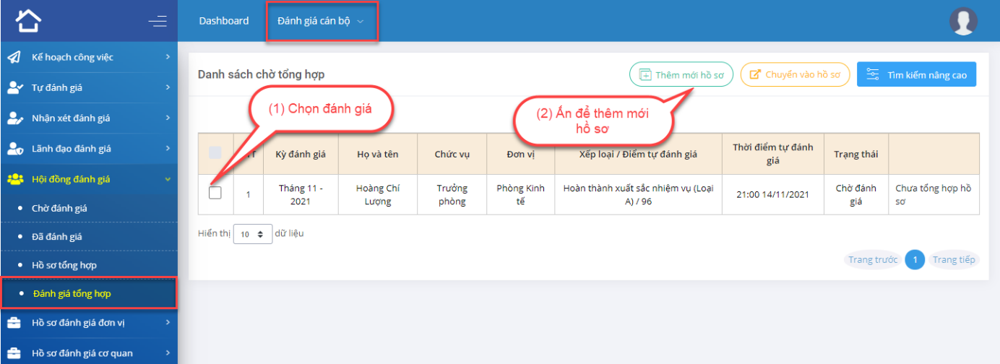 Dashboard
Đánh giá cán bộ
Kế hoạch công việc
Tự đánh giá
Nhận xét đánh giá
Lãnh đạo đánh giá
Hội đồng đánh giá
Chờ đánh giá
Đã đánh giá
Hồ sơ tổng hợp
Đánh giá tổng hợp
Hồ sơ đánh giá đơn vị
Hồ sơ đánh giá cơ quan
Danh sách chờ tổng hợp
Thêm mới hồ sơ
Chuyển vào hồ sơ
Tìm kiếm nâng cao
(1) Chọn đánh giá
(2) Ấn để thêm mới
hồ sơ
Kỳ đánh giá
Họ và tên
Chức vụ
Đơn vị
Xếp loại / Điểm tự đánh giá
Thời điểm tự đánh
giá
Trạng thái
1
Tháng 11 -
2021
Hoàng Chí
Lượng
Trưởng
phòng
Phòng Kinh
tế
Hoàn thành xuất sắc nhiệm vụ (Loại
A) / 96
21:00 14/11/2021
Chờ đánh
giá
Chưa tổng hợp hồ
sơ
Hiển thị 10 dữ liệu
Trang trước 1 Trang tiếp